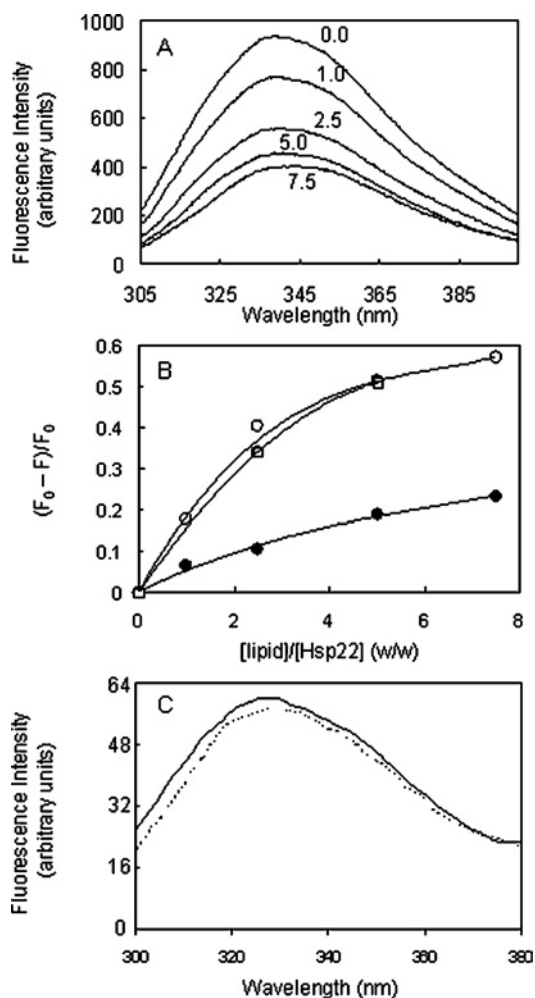 A
Fluorescence Intensity
(arbitrary units)
1000
800
600
400
200
0
0.0
1.0
2.5
5.0
7.5
305 325 345 365 385
Wavelength (nm)
B
(F₀ – F)/F₀
0.6
0.5
0.4
0.3
0.2
0.1
0
0 2 4 6 8
[lipid]/[Hsp22] (w/w)
C
Fluorescence Intensity
(arbitrary units)
64
48
32
16
0
300 320 340 360 380
Wavelength (nm)